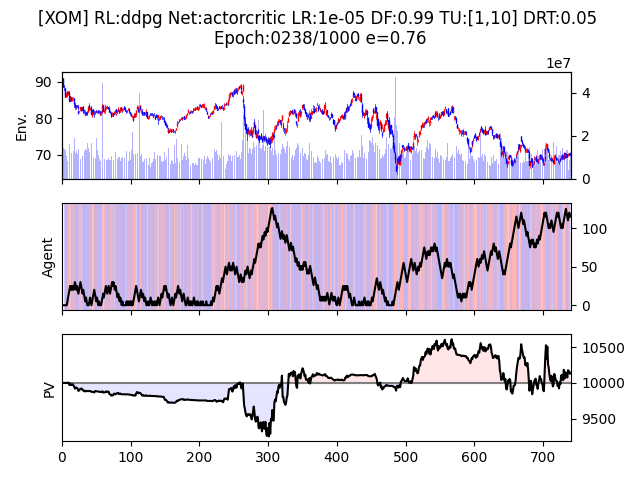 [XOM] RL:ddpg Net:actorcritic LR:1e-05 DF:0.99 TU:[1,10] DRT:0.05
Epoch:0238/1000 e=0.76
1e7
90
80
70
Env.
4
2
0
Agent
100
50
0
PV
10500
10000
9500
0 100 200 300 400 500 600 700